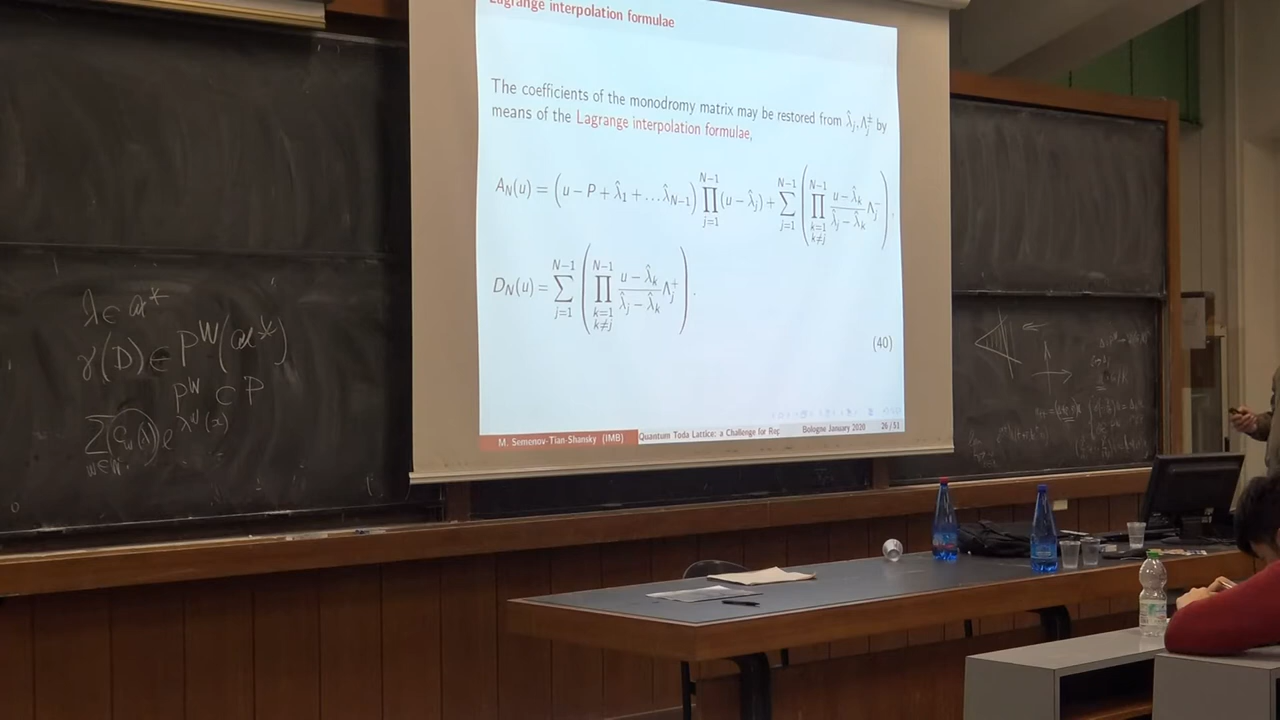 Lagrange interpolation formulae
The coefficients of the monodromy matrix may be restored from λ̂_j, Λ_j^± by
means of the Lagrange interpolation formulae,
A_N(u) = (u − P + λ̂_1 + …λ̂_{N−1}) ∏_{j=1}^{N−1} (u − λ̂_j) + ∑_{j=1}^{N−1} ( ∏_{k=1, k≠j}^{N−1} (u − λ̂_k)/(λ̂_j − λ̂_k) Λ_j^− ),
D_N(u) = ∑_{j=1}^{N−1} ( ∏_{k=1, k≠j}^{N−1} (u − λ̂_k)/(λ̂_j − λ̂_k) Λ_j^+ ).
(40)
M. Semenov-Tian-Shansky (IMB) Quantum Toda Lattice: a Challenge for Rep Bologne January 2020 26 / 51
λ ∈ α*
γ(D) ∈ P^W(α*)
P^W ⊂ P
∑_{w∈W} C_w(λ) e^{λ^w(x)}